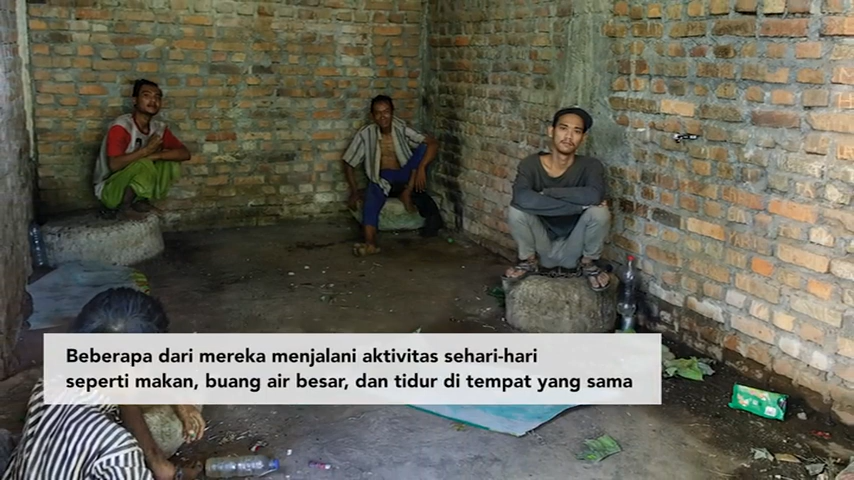 Beberapa dari mereka menjalani aktivitas sehari-hari
seperti makan, buang air besar, dan tidur di tempat yang sama